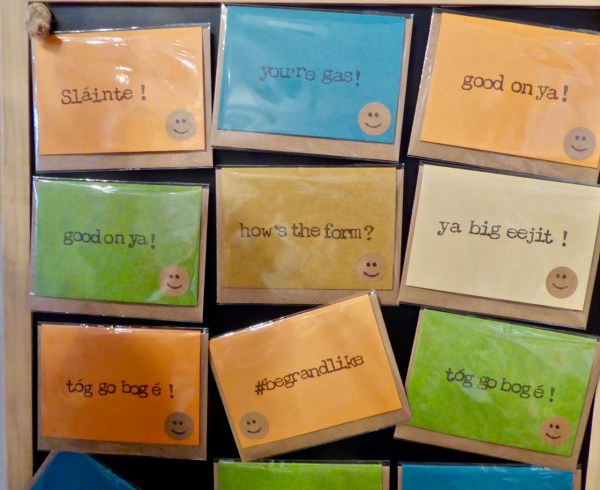 Sláinte !
you're gas!
good on ya!
good on ya!
how's the form?
ya big eejit !
tóg go bog é !
#begrandlike
tóg go bog é !